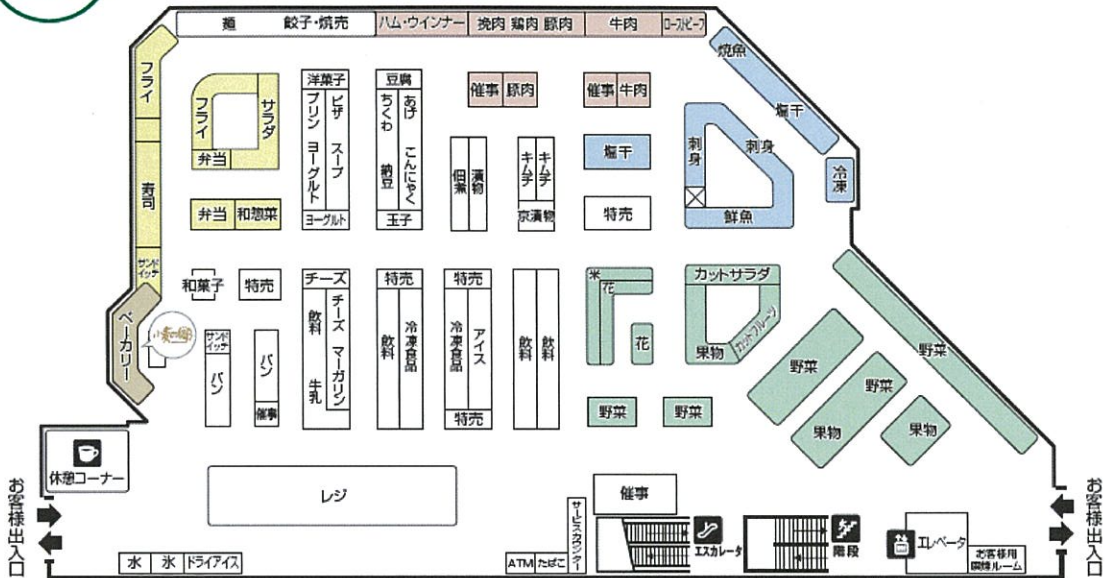 麺
餃子・焼売
ハム・ウインナー
挽肉 鶏肉 豚肉
牛肉
ローストビーフ
焼魚
塩干
冷凍
フライ
寿司
サンドイッチ
ベーカリー
フライ
サラダ
弁当
弁当
和惣菜
洋菓子
プリン ヨーグルト
ピザ スープ
ヨーグルト
豆腐
ちくわ 納豆
あげ こんにゃく
玉子
催事
豚肉
催事
牛肉
佃煮
漬物
キムチ
キムチ
京漬物
塩干
特売
刺身
刺身
鮮魚
和菓子
特売
サンドイッチ
パン
パン
催事
チーズ
飲料 牛乳
チーズ マーガリン
特売
飲料
冷凍食品
特売
冷凍食品
アイス
特売
飲料
飲料
米
花
花
野菜
野菜
カットサラダ
カットフルーツ
果物
野菜
野菜
野菜
果物
果物
休憩コーナー
お客様出入口
レジ
水
氷
ドライアイス
ATM
たばこ
サービスカウンター
催事
エスカレータ
階段
エレベータ
お客様用
喫煙ルーム
お客様出入口